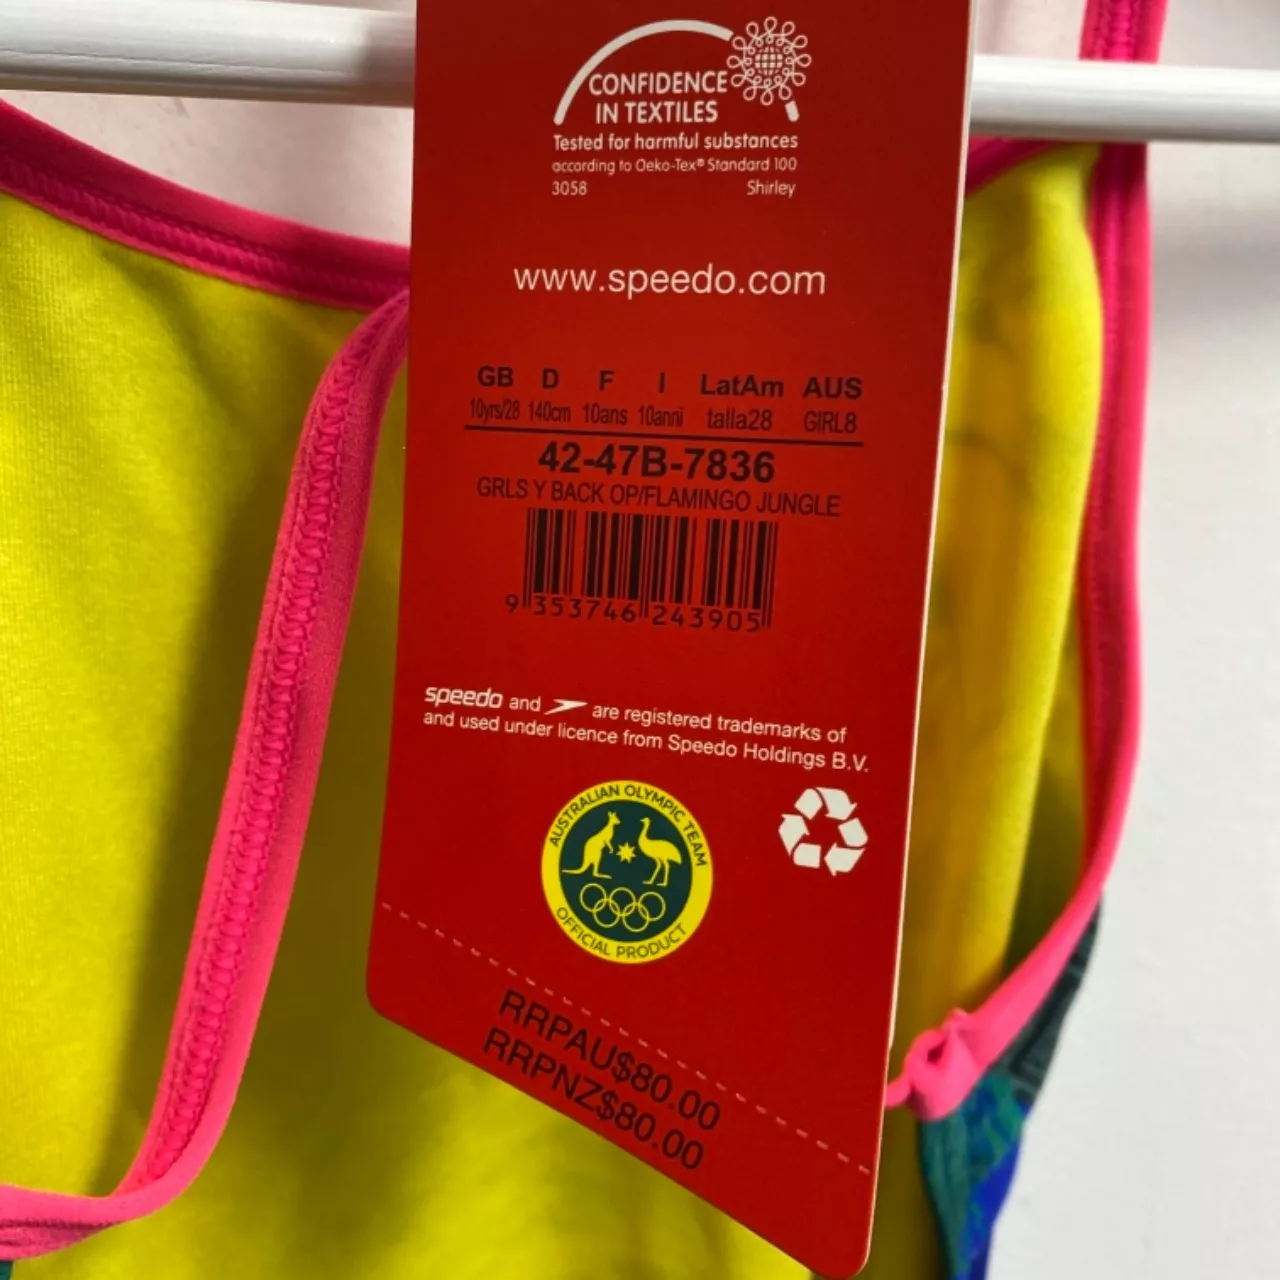 CONFIDENCE
IN TEXTILES
Tested for harmful substances
according to Oeko-Tex® Standard 100
3058 Shirley
www.speedo.com
GB D F I LatAm AUS
10yrs/28 140cm 10ans 10anni talla28 GIRL8
42-47B-7836
GRLS Y BACK OP/FLAMINGO JUNGLE
9 353746 243905
speedo and are registered trademarks of
and used under licence from Speedo Holdings B.V.
AUSTRALIAN OLYMPIC TEAM
OFFICIAL PRODUCT
RRPAU$80.00
RRPNZ$80.00